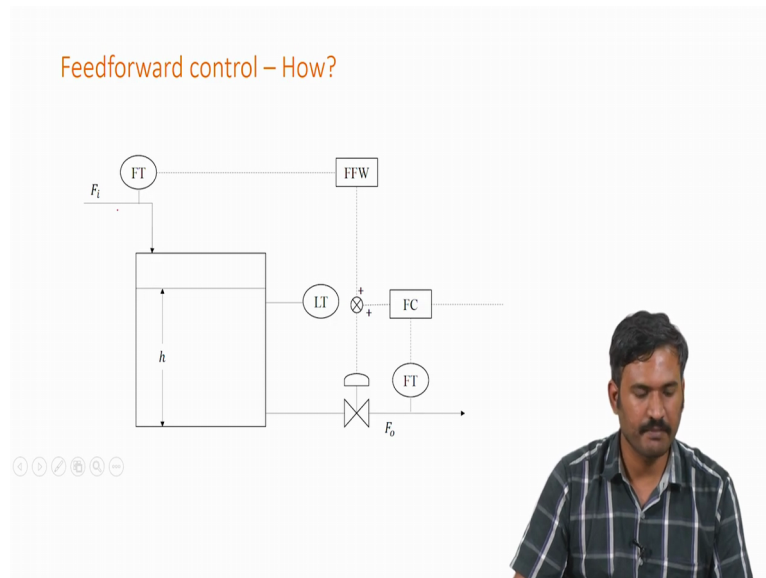 Feedforward control – How?
FT
FFW
Fᵢ
LT
+
+
FC
h
FT
Fₒ